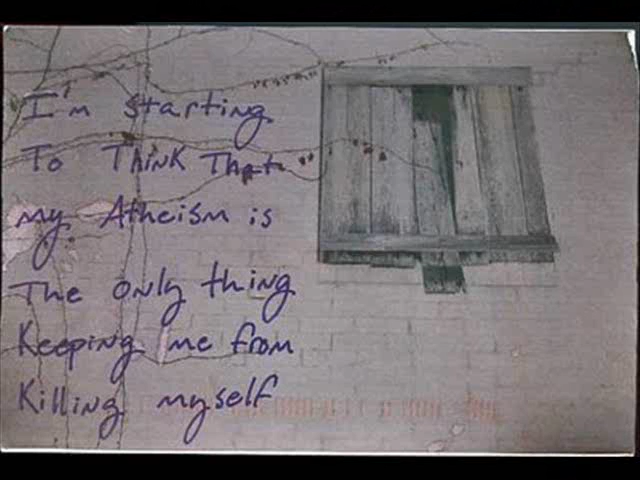 I'm starting
To Think That
my Atheism is
The only thing
Keeping me from
Killing myself